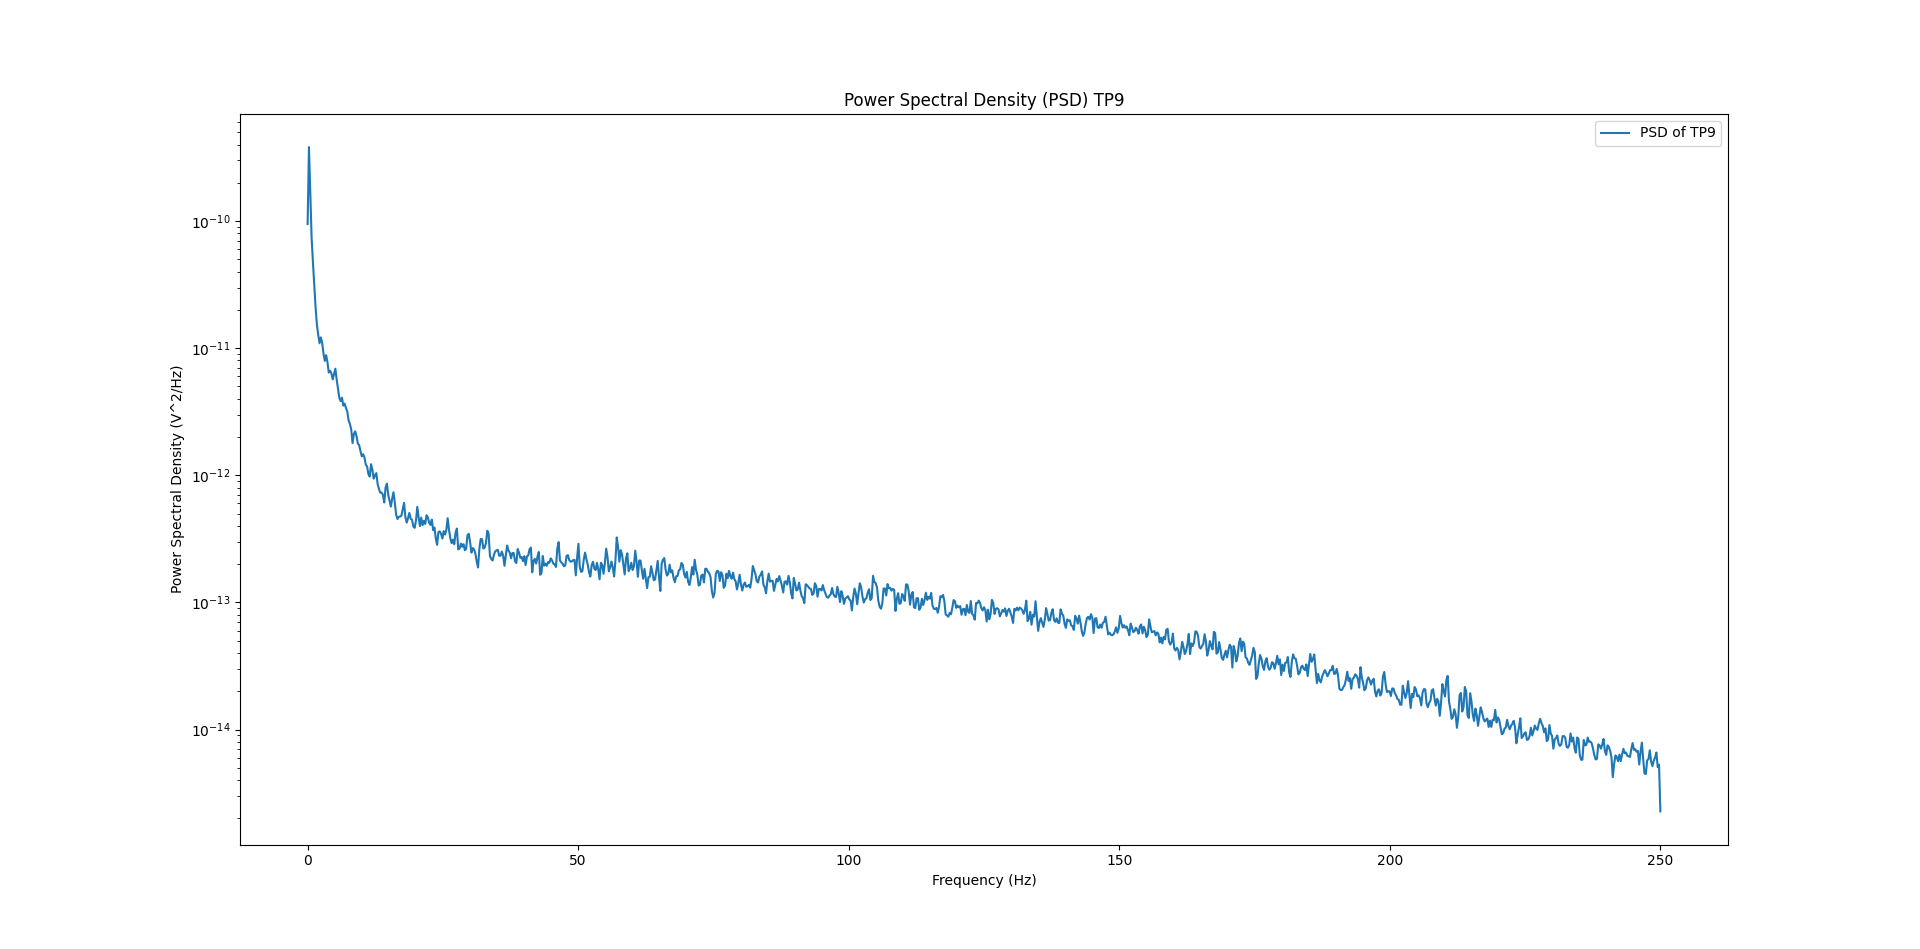 Power Spectral Density (PSD) TP9
PSD of TP9
10⁻¹⁰
10⁻¹¹
10⁻¹²
10⁻¹³
10⁻¹⁴
Power Spectral Density (V^2/Hz)
0 50 100 150 200 250
Frequency (Hz)